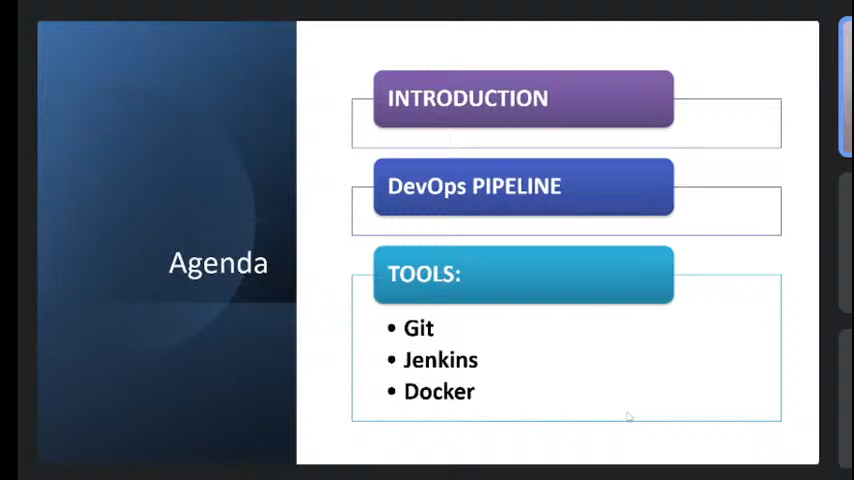 Agenda
INTRODUCTION
DevOps PIPELINE
TOOLS:
• Git
• Jenkins
• Docker